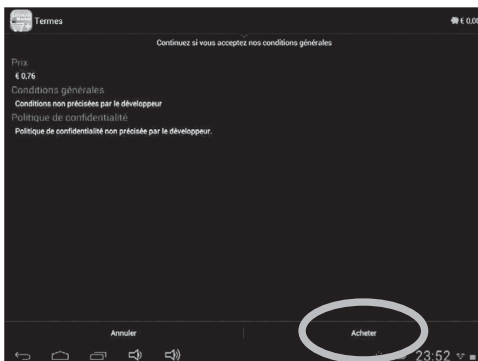 Termes
€ 0,00
Continuez si vous acceptez nos conditions générales
Prix
€ 0,76
Conditions générales
Conditions non précisées par le développeur
Politique de confidentialité
Politique de confidentialité non précisée par le développeur.
Annuler
Acheter
23:52